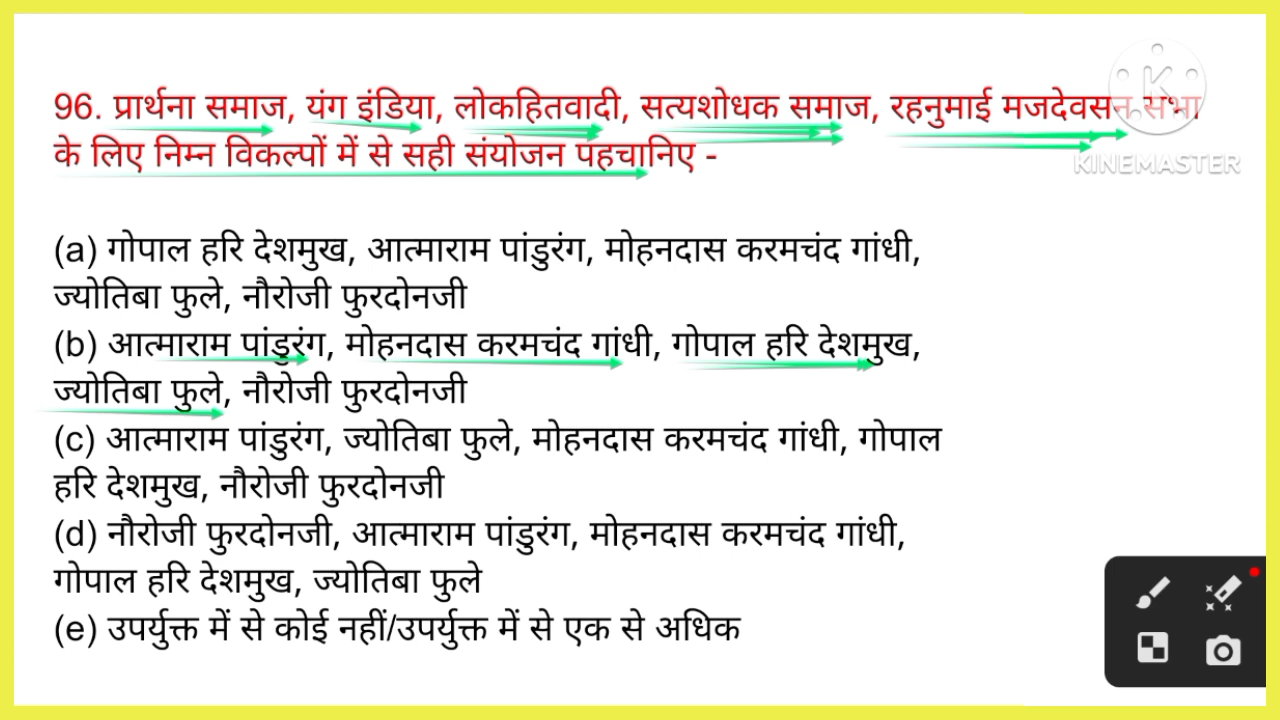 96. प्रार्थना समाज, यंग इंडिया, लोकहितवादी, सत्यशोधक समाज, रहनुमाई मजदेवसन सभा
के लिए निम्न विकल्पों में से सही संयोजन पहचानिए -
(a) गोपाल हरि देशमुख, आत्माराम पांडुरंग, मोहनदास करमचंद गांधी,
ज्योतिबा फुले, नौरोजी फुरदोनजी
(b) आत्माराम पांडुरंग, मोहनदास करमचंद गांधी, गोपाल हरि देशमुख,
ज्योतिबा फुले, नौरोजी फुरदोनजी
(c) आत्माराम पांडुरंग, ज्योतिबा फुले, मोहनदास करमचंद गांधी, गोपाल
हरि देशमुख, नौरोजी फुरदोनजी
(d) नौरोजी फुरदोनजी, आत्माराम पांडुरंग, मोहनदास करमचंद गांधी,
गोपाल हरि देशमुख, ज्योतिबा फुले
(e) उपर्युक्त में से कोई नहीं/उपर्युक्त में से एक से अधिक
K
KINEMASTER